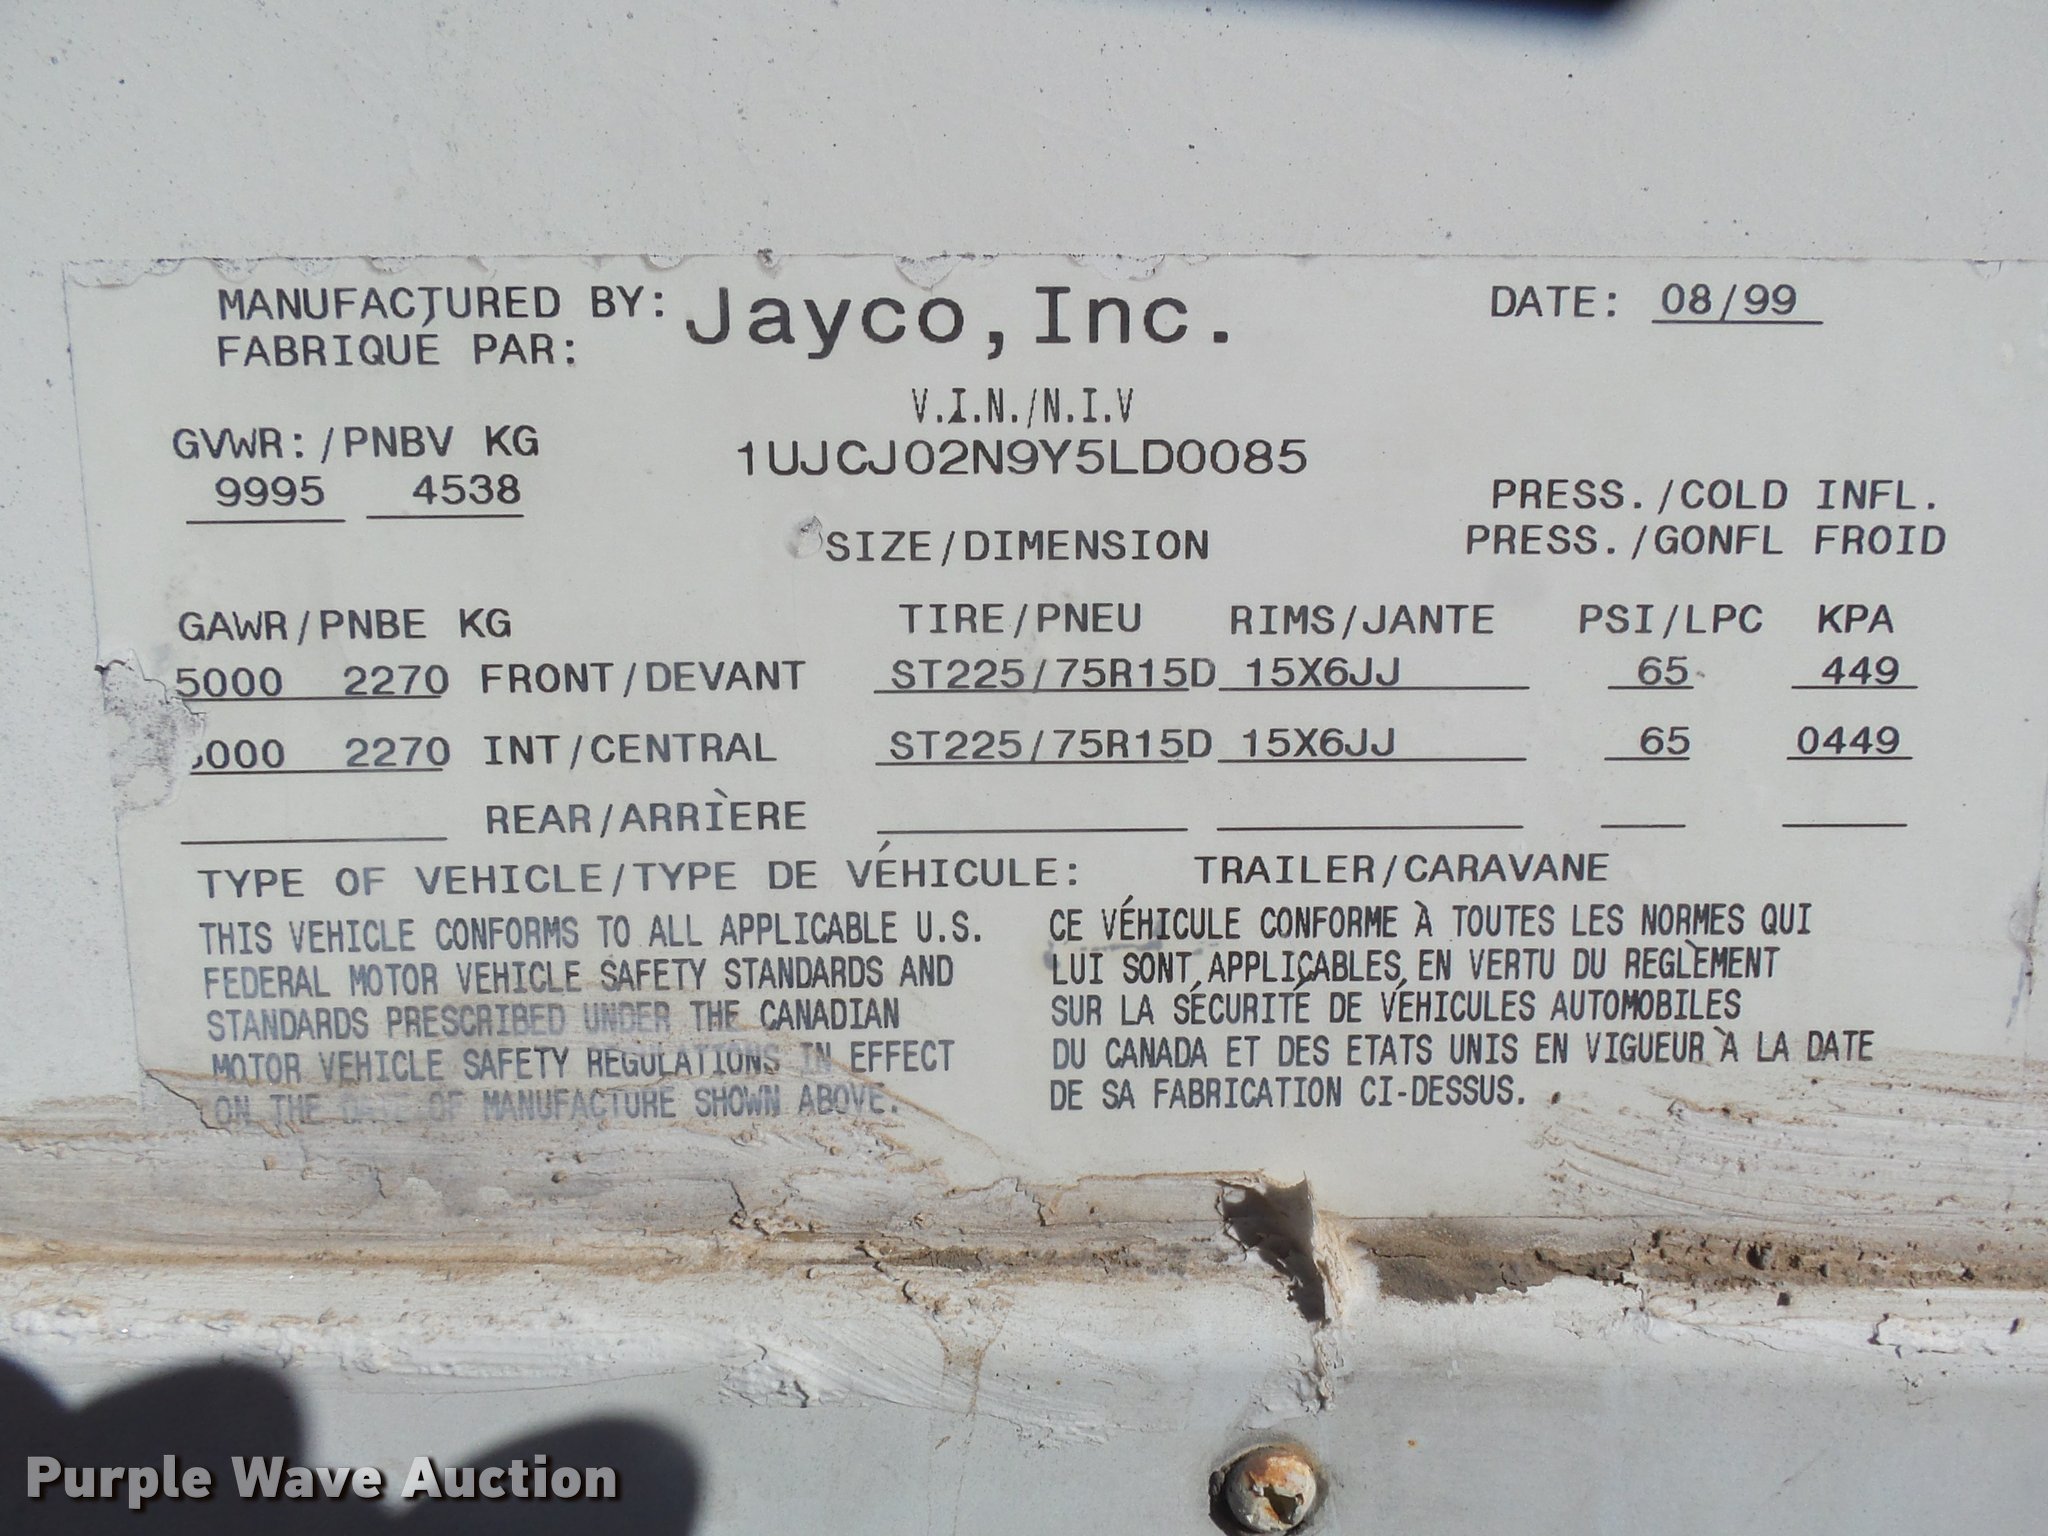 MANUFACTURED BY: Jayco, Inc. DATE: 08/99
FABRIQUÉ PAR:
V.I.N./N.I.V
GVWR:/PNBV KG 1UJCJ02N9Y5LD0085
9995 4538
PRESS./COLD INFL.
SIZE/DIMENSION PRESS./GONFL FROID
GAWR/PNBE KG TIRE/PNEU RIMS/JANTE PSI/LPC KPA
5000 2270 FRONT/DEVANT ST225/75R15D 15X6JJ 65 449
2270 INT/CENTRAL ST225/75R15D 15X6JJ 65 0449
REAR/ARRIÈRE
TYPE OF VEHICLE/TYPE DE VÉHICULE: TRAILER/CARAVANE
THIS VEHICLE CONFORMS TO ALL APPLICABLE U.S.
FEDERAL MOTOR VEHICLE SAFETY STANDARDS AND
STANDARDS PRESCRIBED UNDER THE CANADIAN
MOTOR VEHICLE SAFETY REGULATIONS IN EFFECT
ON THE DATE OF MANUFACTURE SHOWN ABOVE.
CE VÉHICULE CONFORME À TOUTES LES NORMES QUI
LUI SONT APPLICABLES EN VERTU DU REGLÈMENT
SUR LA SÉCURITÉ DE VÉHICULES AUTOMOBILES
DU CANADA ET DES ETATS UNIS EN VIGUEUR À LA DATE
DE SA FABRICATION CI-DESSUS.
Purple Wave Auction